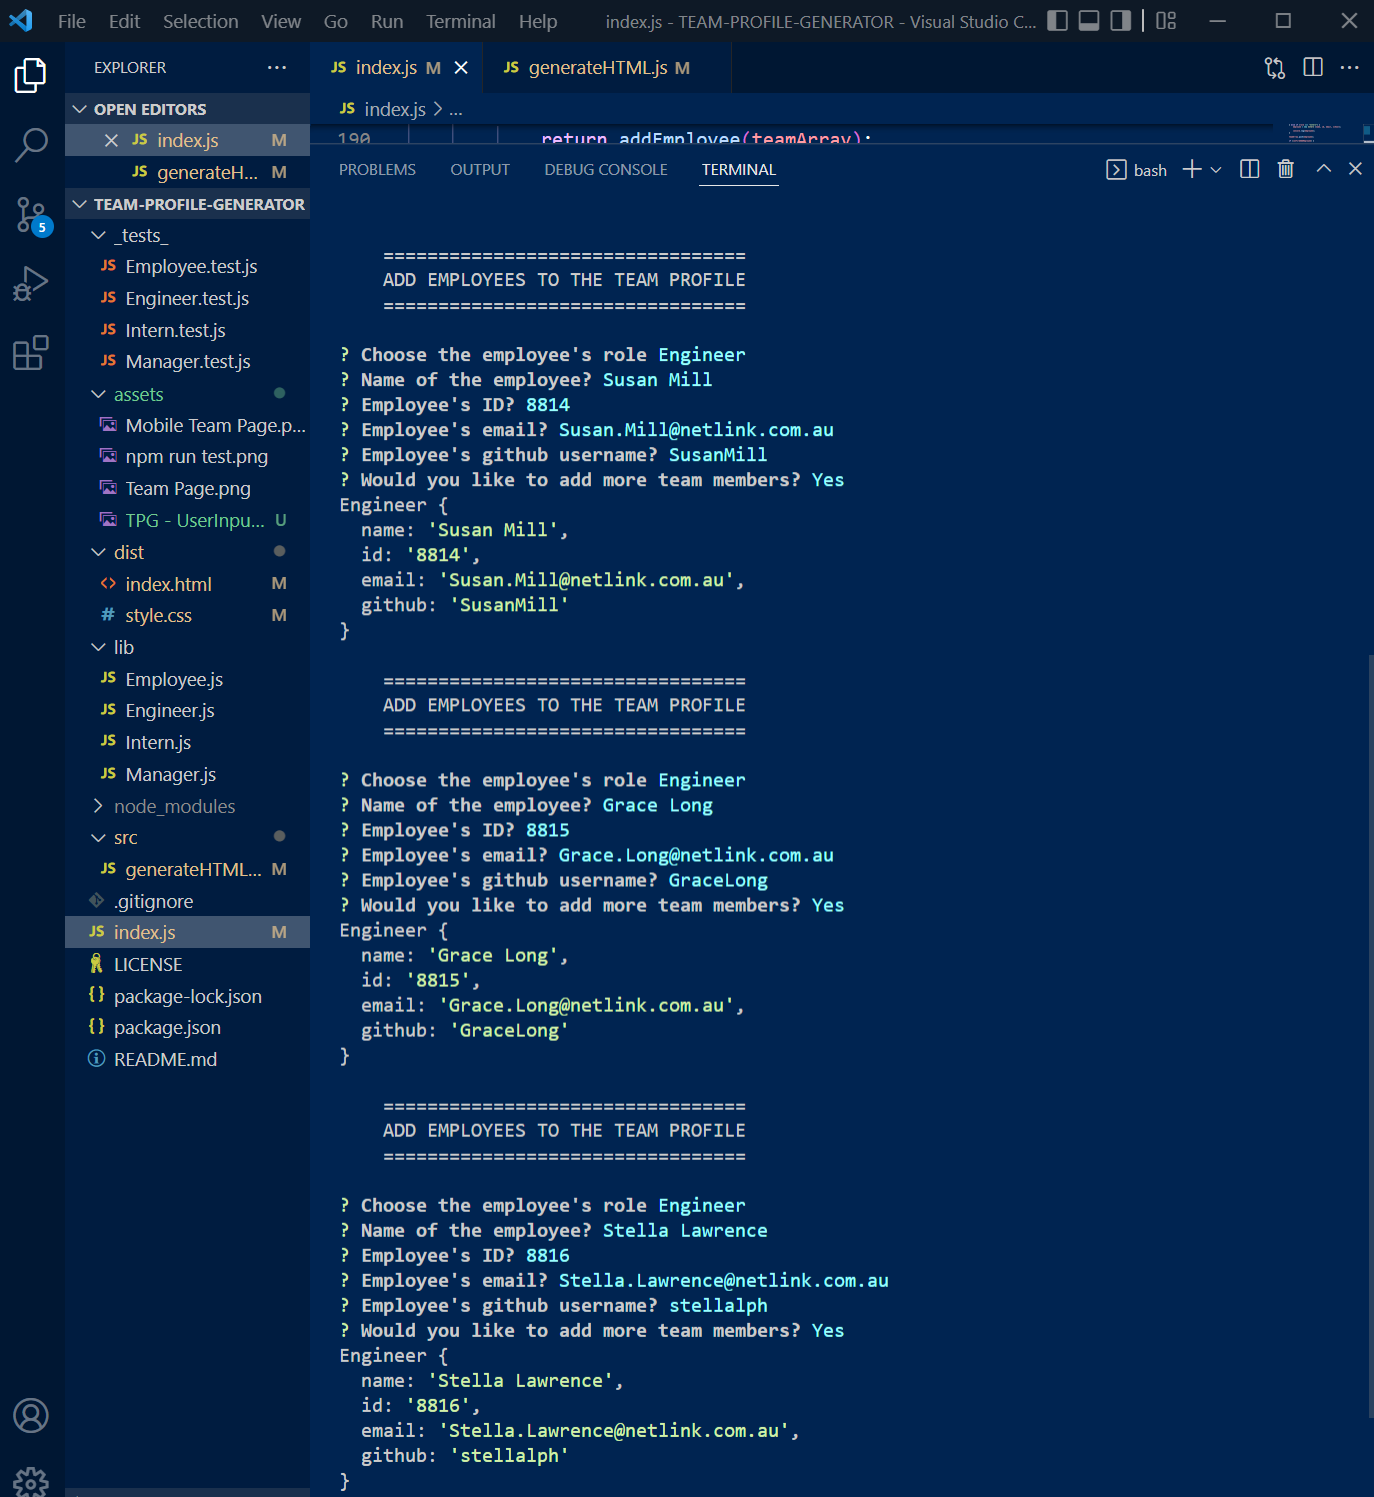 File Edit Selection View Go Run Terminal Help index.js - TEAM-PROFILE-GENERATOR - Visual Studio C...
EXPLORER
OPEN EDITORS
JS index.js M
JS generateH... M
TEAM-PROFILE-GENERATOR
_tests_
JS Employee.test.js
JS Engineer.test.js
JS Intern.test.js
JS Manager.test.js
assets
Mobile Team Page.p...
npm run test.png
Team Page.png
TPG - UserInpu... U
dist
<> index.html M
# style.css M
lib
JS Employee.js
JS Engineer.js
JS Intern.js
JS Manager.js
node_modules
src
JS generateHTML... M
.gitignore
JS index.js M
LICENSE
{} package-lock.json
{} package.json
README.md
5
JS index.js M
JS generateHTML.js M
JS index.js > ...
190 return addEmployee(teamArray);
PROBLEMS OUTPUT DEBUG CONSOLE TERMINAL
bash
=================================
ADD EMPLOYEES TO THE TEAM PROFILE
=================================
? Choose the employee's role Engineer
? Name of the employee? Susan Mill
? Employee's ID? 8814
? Employee's email? Susan.Mill@netlink.com.au
? Employee's github username? SusanMill
? Would you like to add more team members? Yes
Engineer {
name: 'Susan Mill',
id: '8814',
email: 'Susan.Mill@netlink.com.au',
github: 'SusanMill'
}
=================================
ADD EMPLOYEES TO THE TEAM PROFILE
=================================
? Choose the employee's role Engineer
? Name of the employee? Grace Long
? Employee's ID? 8815
? Employee's email? Grace.Long@netlink.com.au
? Employee's github username? GraceLong
? Would you like to add more team members? Yes
Engineer {
name: 'Grace Long',
id: '8815',
email: 'Grace.Long@netlink.com.au',
github: 'GraceLong'
}
=================================
ADD EMPLOYEES TO THE TEAM PROFILE
=================================
? Choose the employee's role Engineer
? Name of the employee? Stella Lawrence
? Employee's ID? 8816
? Employee's email? Stella.Lawrence@netlink.com.au
? Employee's github username? stellalph
? Would you like to add more team members? Yes
Engineer {
name: 'Stella Lawrence',
id: '8816',
email: 'Stella.Lawrence@netlink.com.au',
github: 'stellalph'
}